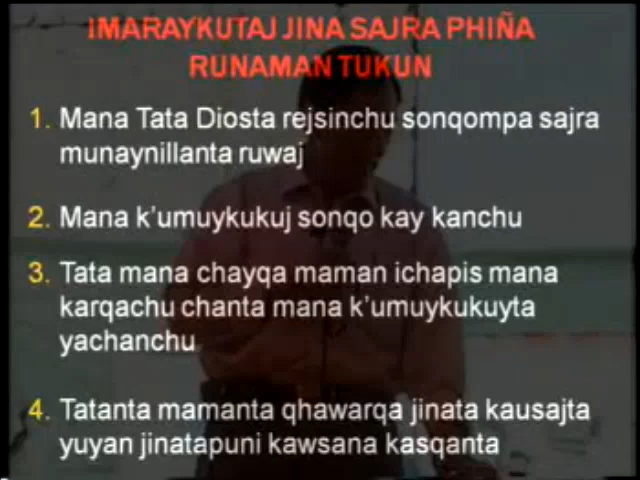 IMARAYKUTAJ JINA SAJRA PHIÑA
RUNAMAN TUKUN
1. Mana Tata Diosta rejsinchu sonqompa sajra
munaynillanta ruwaj
2. Mana k’umuykukuj sonqo kay kanchu
3. Tata mana chayqa maman ichapis mana
karqachu chanta mana k’umuykukuyta
yachanchu
4. Tatanta mamanta qhawarqa jinata kausajta
yuyan jinatapuni kawsana kasqanta